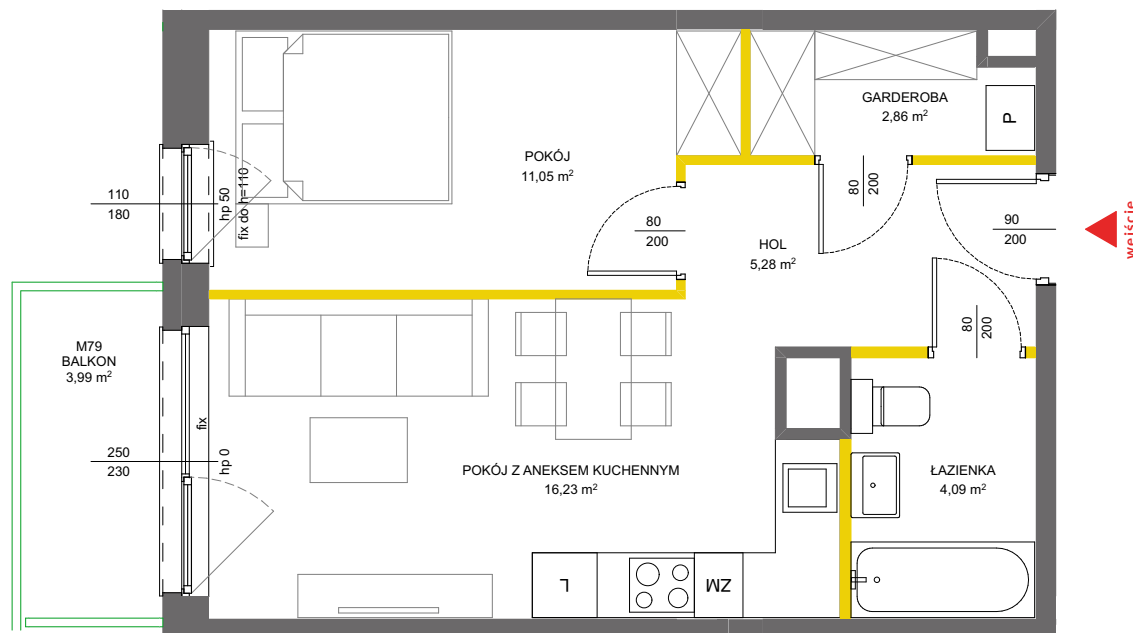 GARDEROBA
2,86 m²
P
POKÓJ
11,05 m²
110
180
hp 50
fix do h=110
80
200
80
200
90
200
wejście
HOL
5,28 m²
80
200
M79
BALKON
3,99 m²
250
230
fix
hp 0
POKÓJ Z ANEKSEM KUCHENNYM
16,23 m²
ŁAZIENKA
4,09 m²
L
ZM